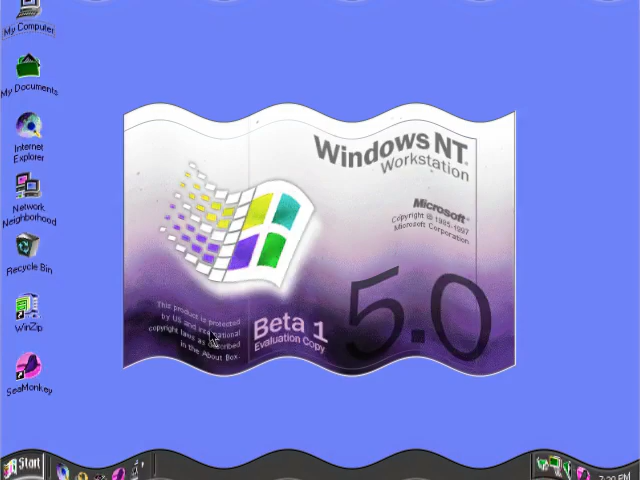 My Computer
My Documents
Internet
Explorer
Network
Neighborhood
Recycle Bin
WinZip
SeaMonkey
Windows NT
Workstation
Microsoft
Copyright © 1985-1997
Microsoft Corporation.
5.0
This product is protected
by US and international
copyright laws as described
in the About Box.
Beta 1
Evaluation Copy
Start